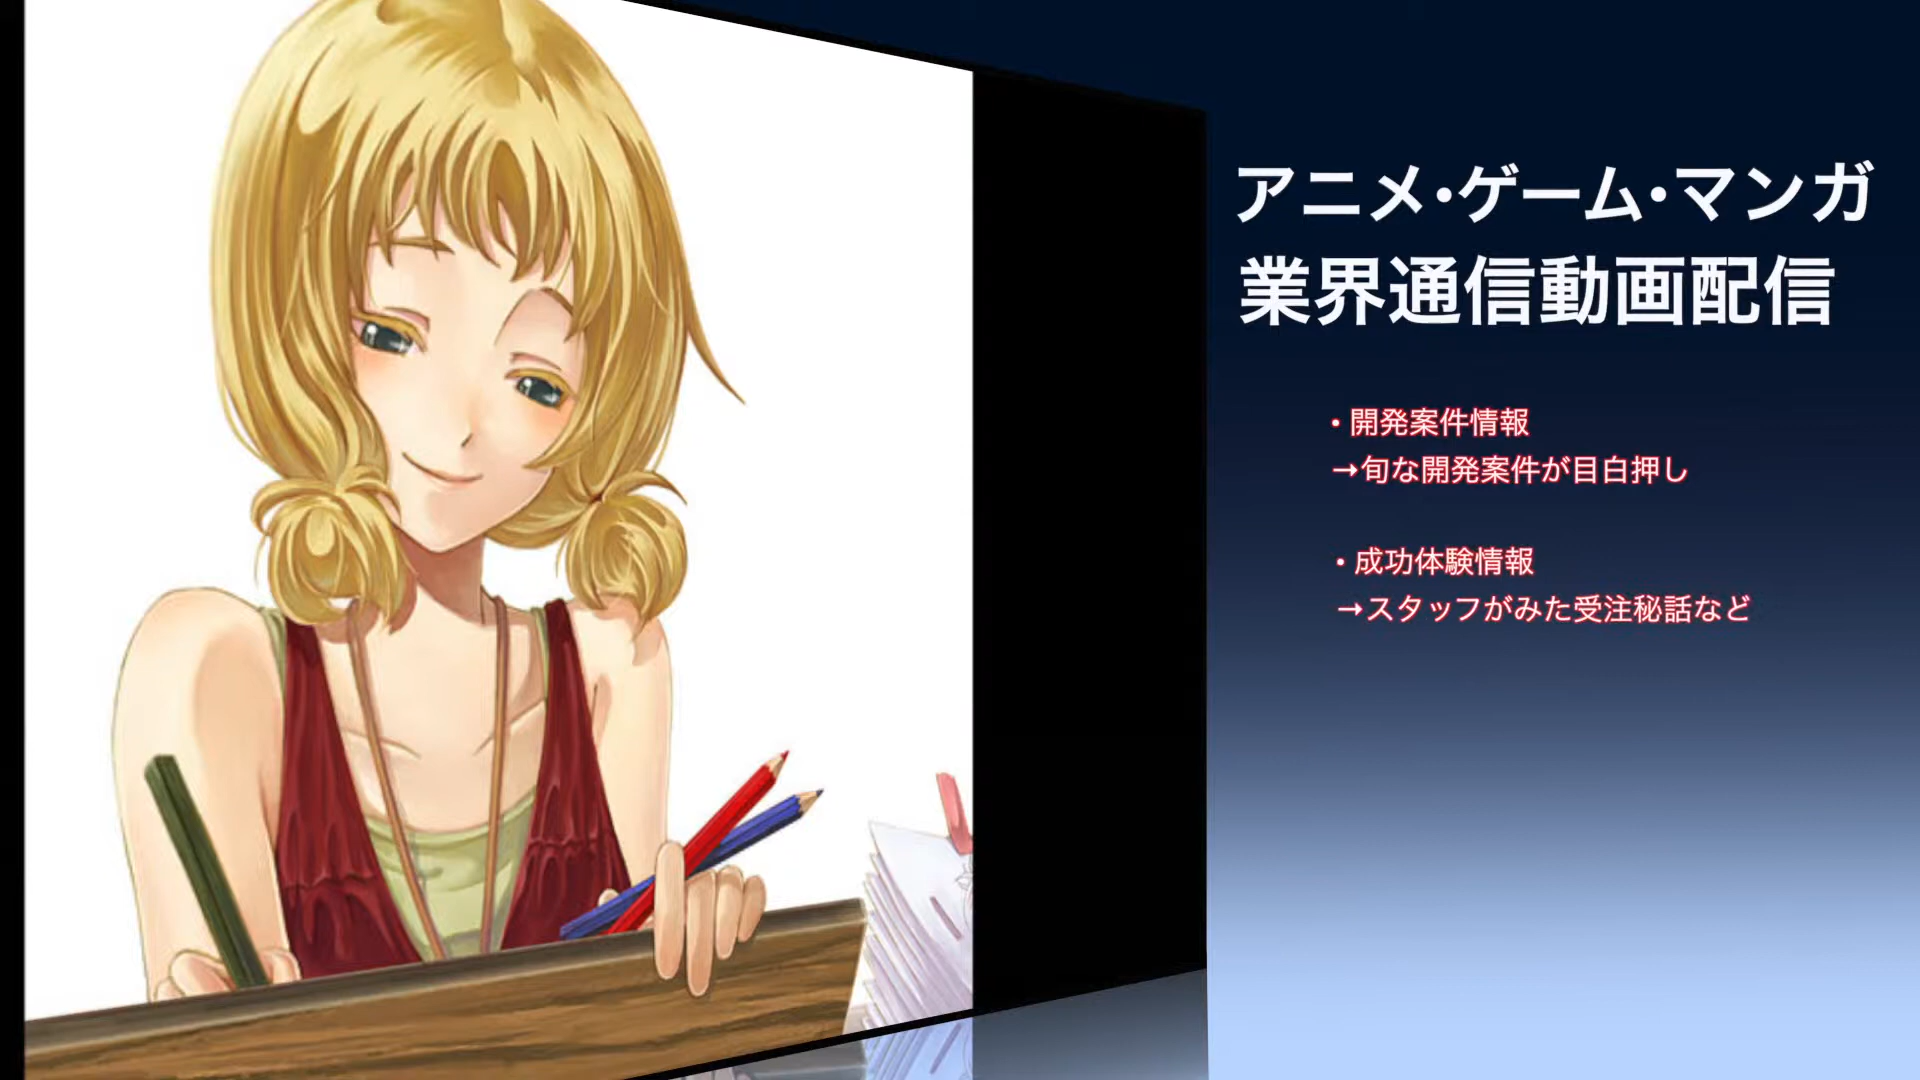 アニメ・ゲーム・マンガ
業界通信動画配信
・開発案件情報
→旬な開発案件が目白押し
・成功体験情報
→スタッフがみた受注秘話など